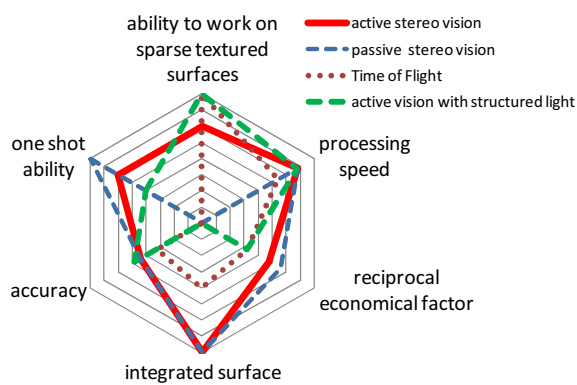 ability to work on
sparse textured
surfaces
active stereo vision
passive stereo vision
Time of Flight
active vision with structured light
one shot
ability
processing
speed
accuracy
reciprocal
economical factor
integrated surface